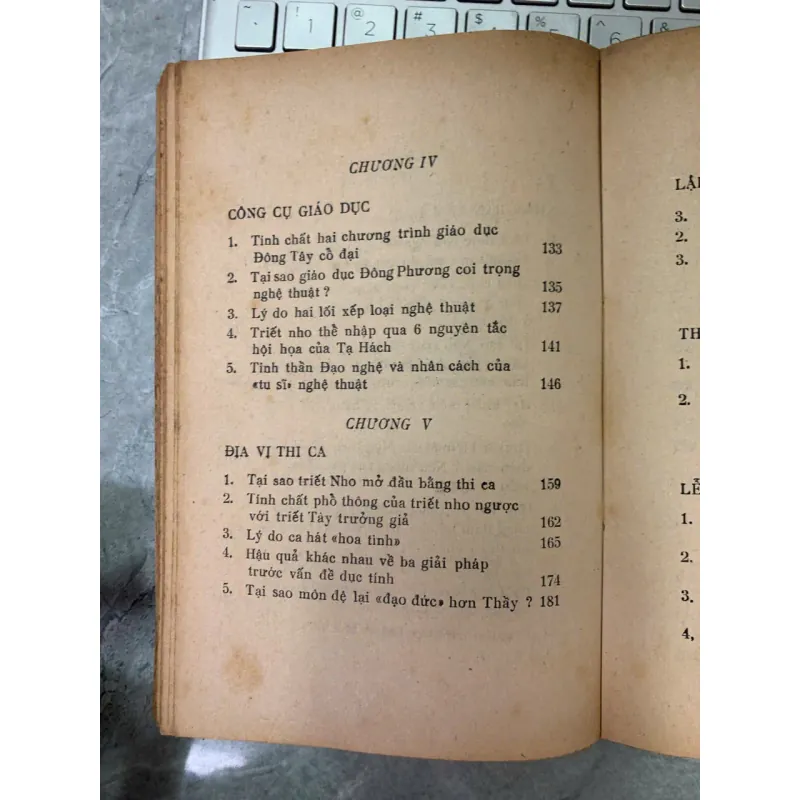 CHƯƠNG IV
CÔNG CỤ GIÁO DỤC
1. Tính chất hai chương trình giáo dục
Đông Tây cổ đại 133
2. Tại sao giáo dục Đông Phương coi trọng
nghệ thuật ? 135
3. Lý do hai lối xếp loại nghệ thuật 137
4. Triết nho thể nhập qua 6 nguyên tắc
hội họa của Tạ Hách 141
5. Tinh thần Đạo nghệ và nhân cách của
«tu sĩ» nghệ thuật 146
CHƯƠNG V
ĐỊA VỊ THI CA
1. Tại sao triết Nho mở đầu bằng thi ca 159
2. Tính chất phổ thông của triết nho ngược
với triết Tây trưởng giả 162
3. Lý do ca hát «hoa tình» 165
4. Hậu quả khác nhau về ba giải pháp
trước vấn đề dục tính 174
5. Tại sao môn đệ lại «đạo đức» hơn Thầy ? 181
3.
2.
3.
TH
1.
2.
1.
2.
3.
4,
@ # $ % ^ &
1 2 3 4 5 6